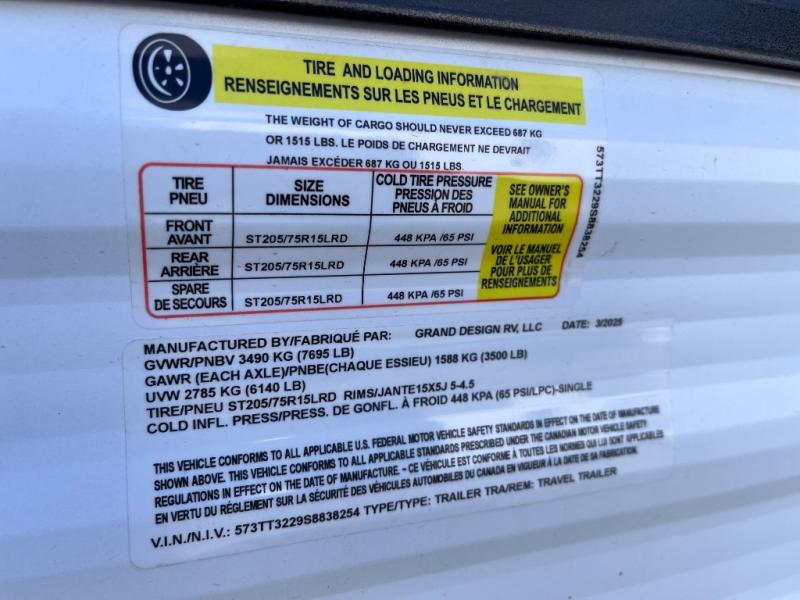 TIRE AND LOADING INFORMATION
RENSEIGNEMENTS SUR LES PNEUS ET LE CHARGEMENT
THE WEIGHT OF CARGO SHOULD NEVER EXCEED 687 KG
OR 1515 LBS. LE POIDS DE CHARGEMENT NE DEVRAIT
JAMAIS EXCÉDER 687 KG OU 1515 LBS.
TIRE
PNEU
SIZE
DIMENSIONS
COLD TIRE PRESSURE
PRESSION DES
PNEUS À FROID
FRONT
AVANT
ST205/75R15LRD
448 KPA /65 PSI
REAR
ARRIÈRE
ST205/75R15LRD
448 KPA /65 PSI
SPARE
DE SECOURS
ST205/75R15LRD
448 KPA /65 PSI
SEE OWNER'S
MANUAL FOR
ADDITIONAL
INFORMATION
VOIR LE MANUEL
DE L'USAGER
POUR PLUS DE
RENSEIGNEMENTS
573TT3229S8838254
MANUFACTURED BY/FABRIQUÉ PAR: GRAND DESIGN RV, LLC DATE: 3/2025
GVWR/PNBV 3490 KG (7695 LB)
GAWR (EACH AXLE)/PNBE(CHAQUE ESSIEU) 1588 KG (3500 LB)
UVW 2785 KG (6140 LB)
TIRE/PNEU ST205/75R15LRD RIMS/JANTE15X5J 5-4.5
COLD INFL. PRESS/PRESS. DE GONFL. À FROID 448 KPA (65 PSI/LPC)-SINGLE
THIS VEHICLE CONFORMS TO ALL APPLICABLE U.S. FEDERAL MOTOR VEHICLE SAFETY STANDARDS IN EFFECT ON THE DATE OF MANUFACTURE
SHOWN ABOVE. THIS VEHICLE CONFORMS TO ALL APPLICABLE STANDARDS PRESCRIBED UNDER THE CANADIAN MOTOR VEHICLE SAFETY
REGULATIONS IN EFFECT ON THE DATE OF MANUFACTURE. ~ CE VÉHICULE EST CONFORME À TOUTES LES NORMES QUI LUI SONT APPLICABLES
EN VERTU DU RÉGLEMENT SUR LA SÉCURITÉ DES VÉHICULES AUTOMOBILES DU CANADA EN VIGUEUR À LA DATE DE SA FABRICATION.
V.I.N./N.I.V.: 573TT3229S8838254 TYPE/TYPE: TRAILER TRA/REM: TRAVEL TRAILER